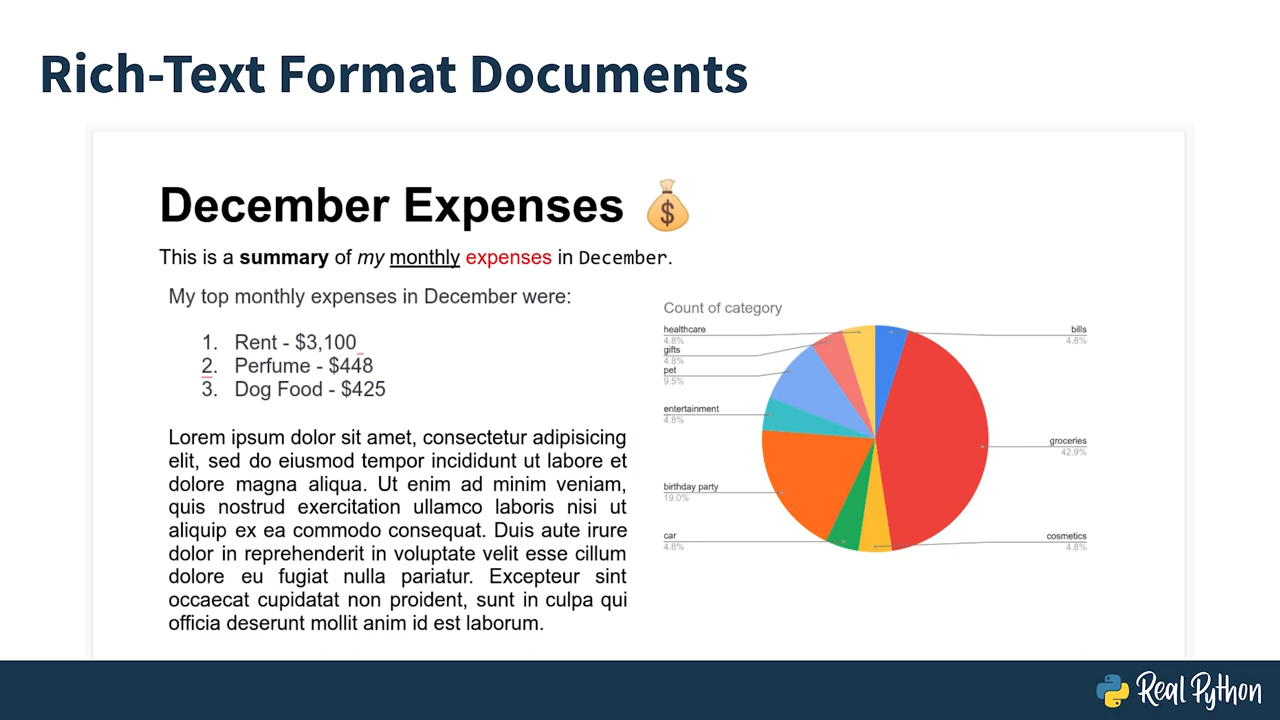 Rich-Text Format Documents
December Expenses 💰
This is a summary of my monthly expenses in December.
My top monthly expenses in December were:
1. Rent - $3,100
2. Perfume - $448
3. Dog Food - $425
Lorem ipsum dolor sit amet, consectetur adipisicing
elit, sed do eiusmod tempor incididunt ut labore et
dolore magna aliqua. Ut enim ad minim veniam,
quis nostrud exercitation ullamco laboris nisi ut
aliquip ex ea commodo consequat. Duis aute irure
dolor in reprehenderit in voluptate velit esse cillum
dolore eu fugiat nulla pariatur. Excepteur sint
occaecat cupidatat non proident, sunt in culpa qui
officia deserunt mollit anim id est laborum.
Count of category
healthcare
4.8%
gifts
4.8%
pet
9.5%
entertainment
4.8%
birthday party
19.0%
car
4.8%
bills
4.8%
groceries
42.9%
cosmetics
4.8%
Real Python